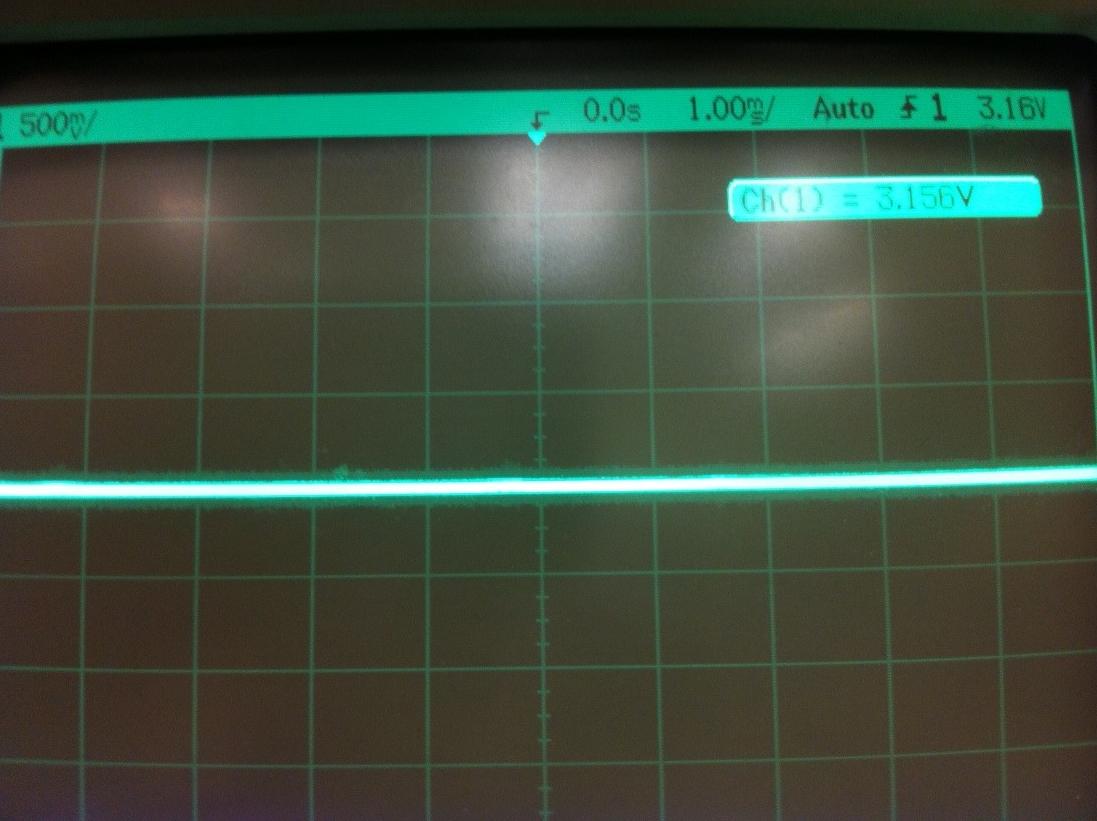 500mV/ 0.0s 1.00ms/ Auto 1 3.16V
Ch(1) = 3.156V